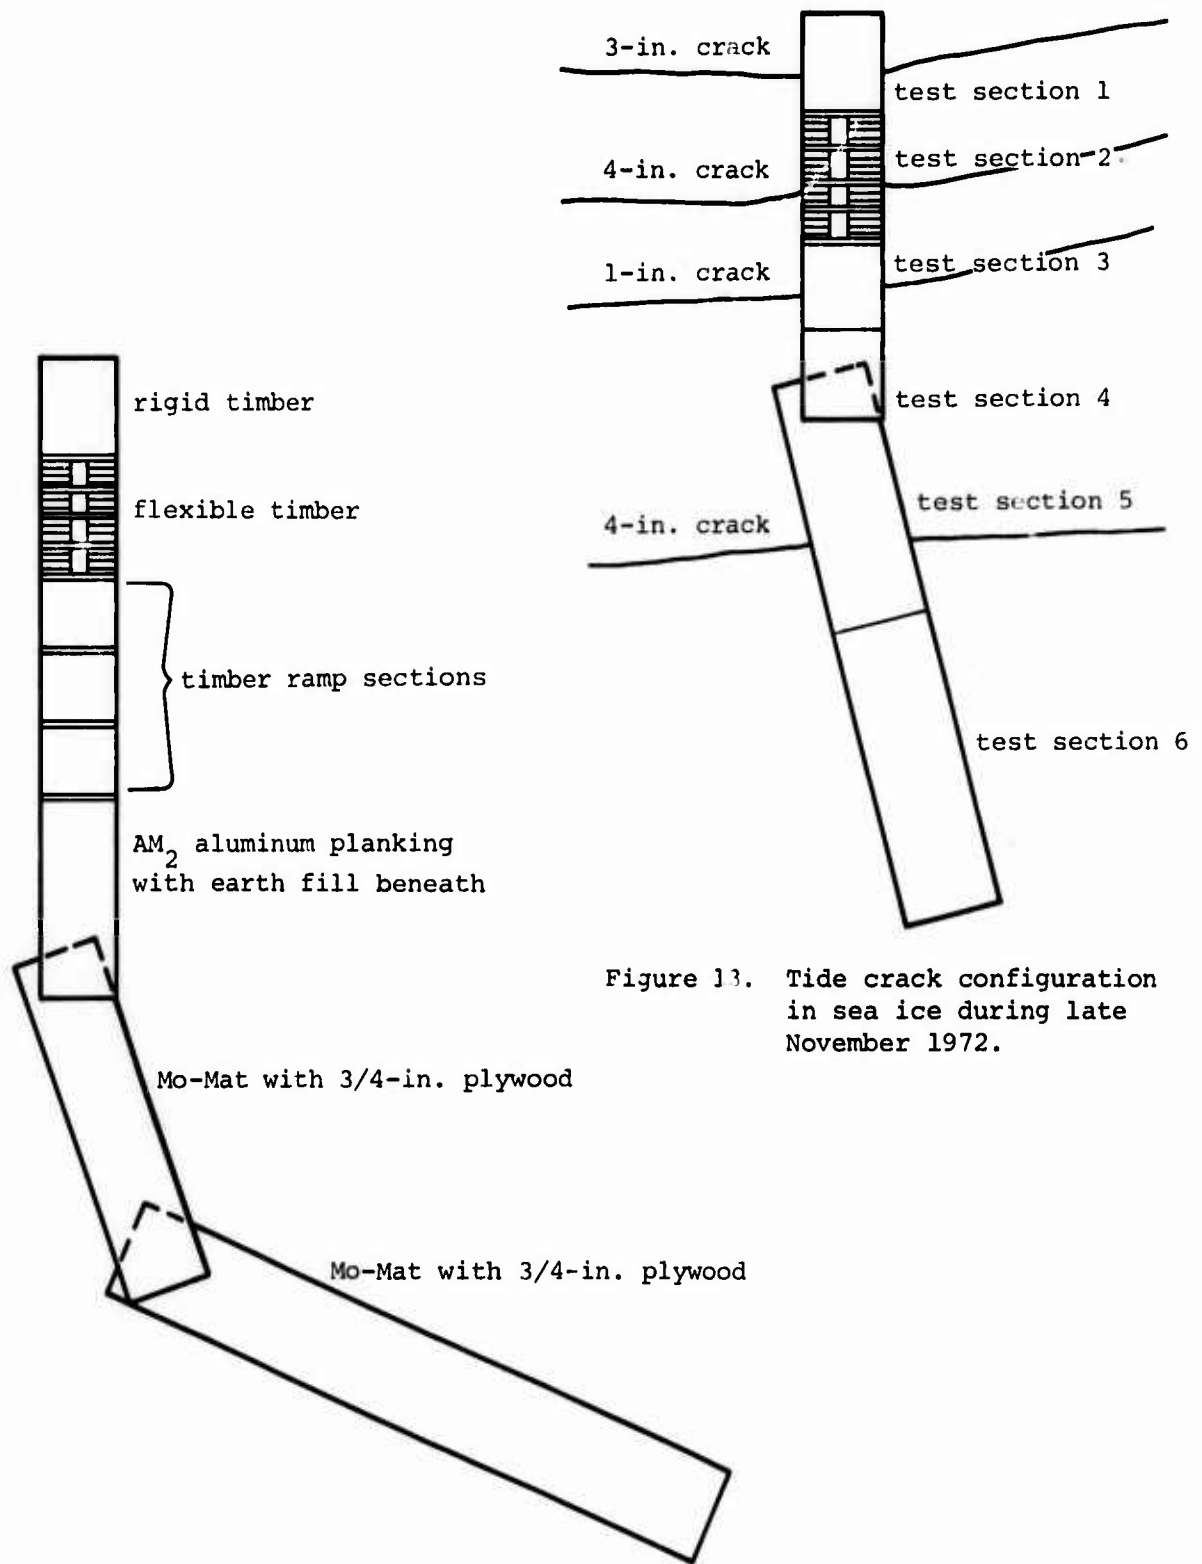 3-in. crack
test section 1
4-in. crack
test section 2
1-in. crack
test section 3
test section 4
4-in. crack
test section 5
test section 6
Figure 13. Tide crack configuration
in sea ice during late
November 1972.
rigid timber
flexible timber
timber ramp sections
AM2 aluminum planking
with earth fill beneath
Mo-Mat with 3/4-in. plywood
Mo-Mat with 3/4-in. plywood